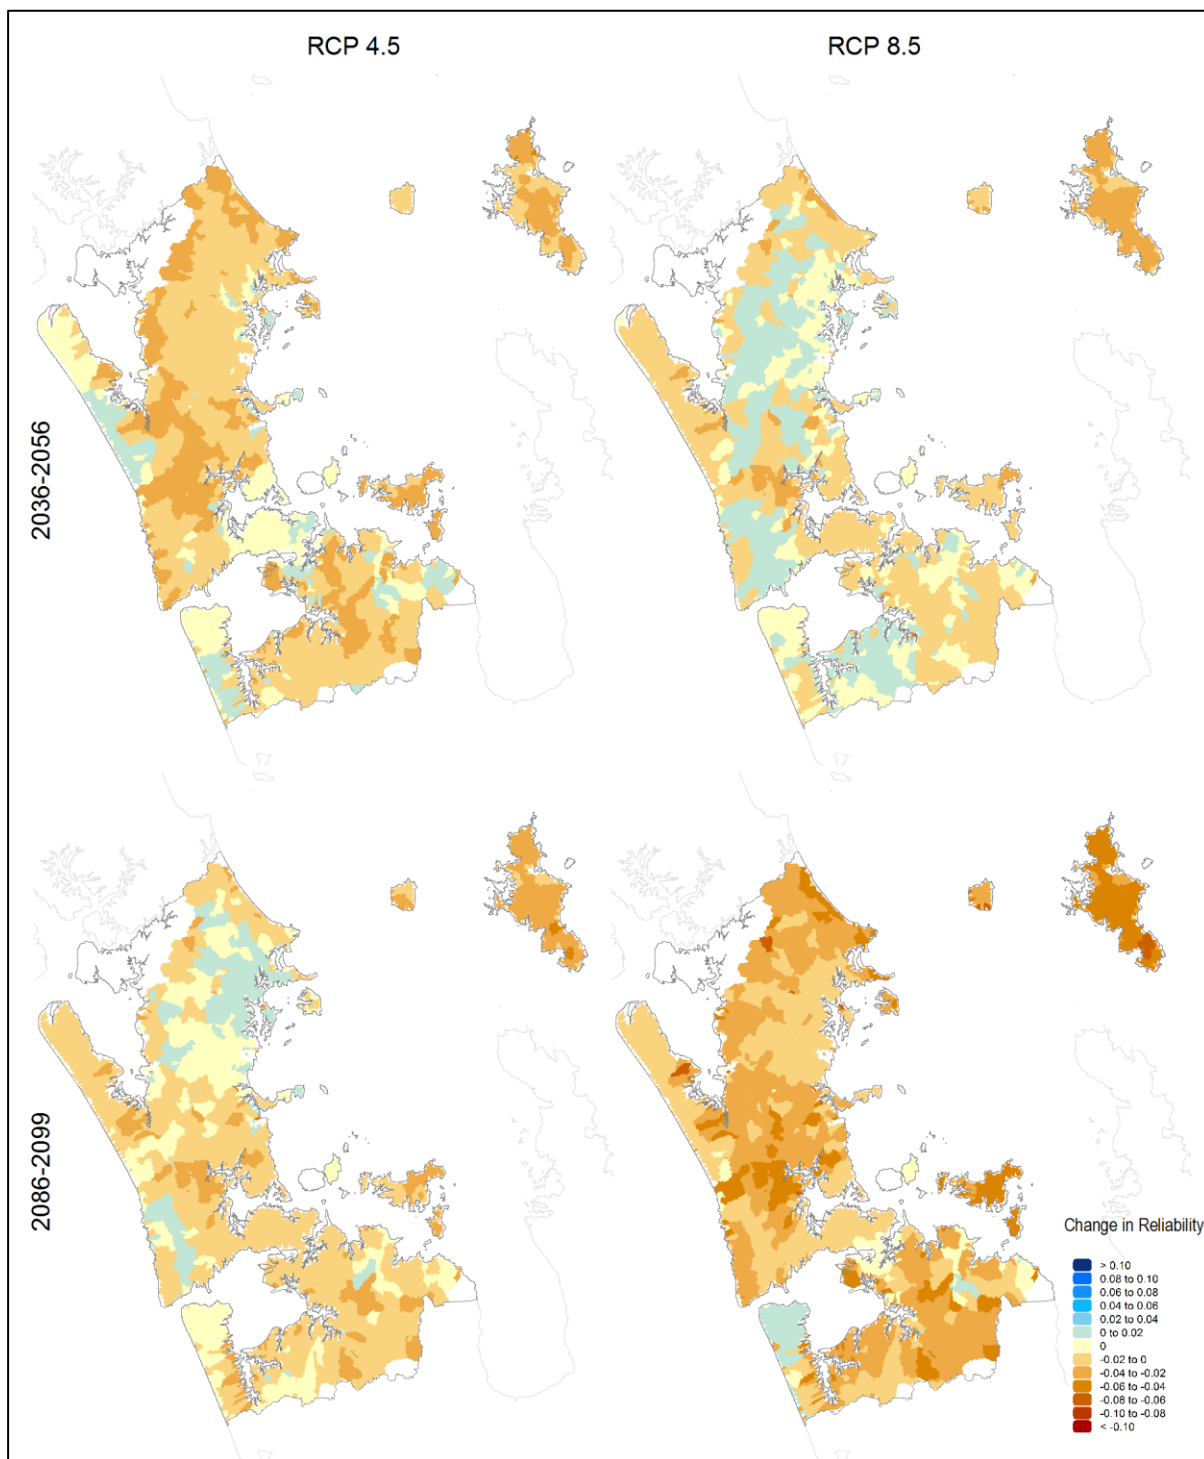 RCP 4.5
RCP 8.5
2036-2056
2086-2099
Change in Reliability
> 0.10
0.08 to 0.10
0.06 to 0.08
0.04 to 0.06
0.02 to 0.04
0 to 0.02
0
-0.02 to 0
-0.04 to -0.02
-0.06 to -0.04
-0.08 to -0.06
-0.10 to -0.08
< -0.10